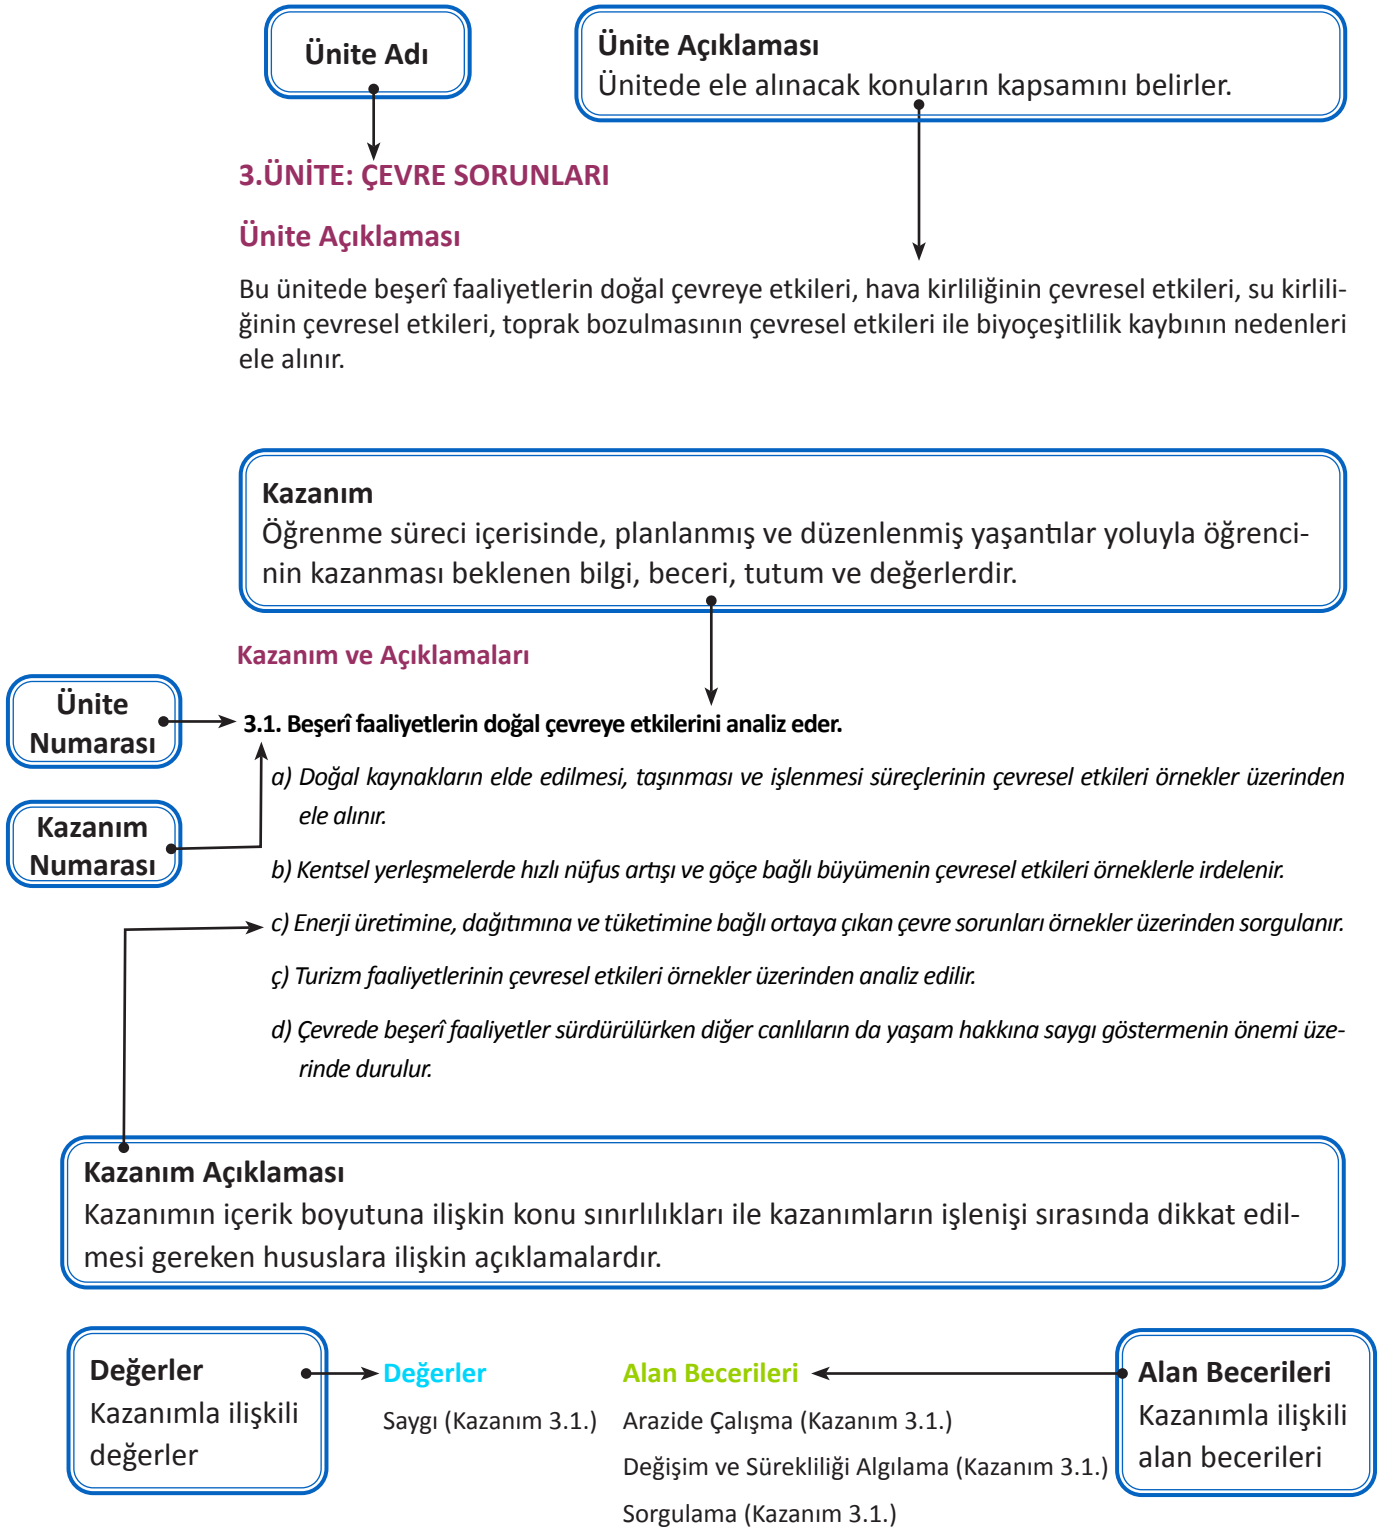 Ünite Adı
Ünite Açıklaması
Ünitede ele alınacak konuların kapsamını belirler.
3.ÜNİTE: ÇEVRE SORUNLARI
Ünite Açıklaması
Bu ünitede beşerî faaliyetlerin doğal çevreye etkileri, hava kirliliğinin çevresel etkileri, su kirlili-
ğinin çevresel etkileri, toprak bozulmasının çevresel etkileri ile biyoçeşitlilik kaybının nedenleri
ele alınır.
Kazanım
Öğrenme süreci içerisinde, planlanmış ve düzenlenmiş yaşantılar yoluyla öğrenci-
nin kazanması beklenen bilgi, beceri, tutum ve değerlerdir.
Kazanım ve Açıklamaları
Ünite
Numarası
3.1. Beşerî faaliyetlerin doğal çevreye etkilerini analiz eder.
a) Doğal kaynakların elde edilmesi, taşınması ve işlenmesi süreçlerinin çevresel etkileri örnekler üzerinden
ele alınır.
Kazanım
Numarası
b) Kentsel yerleşmelerde hızlı nüfus artışı ve göçe bağlı büyümenin çevresel etkileri örneklerle irdelenir.
c) Enerji üretimine, dağıtımına ve tüketimine bağlı ortaya çıkan çevre sorunları örnekler üzerinden sorgulanır.
ç) Turizm faaliyetlerinin çevresel etkileri örnekler üzerinden analiz edilir.
d) Çevrede beşerî faaliyetler sürdürülürken diğer canlıların da yaşam hakkına saygı göstermenin önemi üze-
rinde durulur.
Kazanım Açıklaması
Kazanımın içerik boyutuna ilişkin konu sınırlılıkları ile kazanımların işlenişi sırasında dikkat edil-
mesi gereken hususlara ilişkin açıklamalardır.
Değerler
Kazanımla ilişkili
değerler
Değerler
Saygı (Kazanım 3.1.)
Alan Becerileri
Arazide Çalışma (Kazanım 3.1.)
Değişim ve Sürekliliği Algılama (Kazanım 3.1.)
Sorgulama (Kazanım 3.1.)
Alan Becerileri
Kazanımla ilişkili
alan becerileri